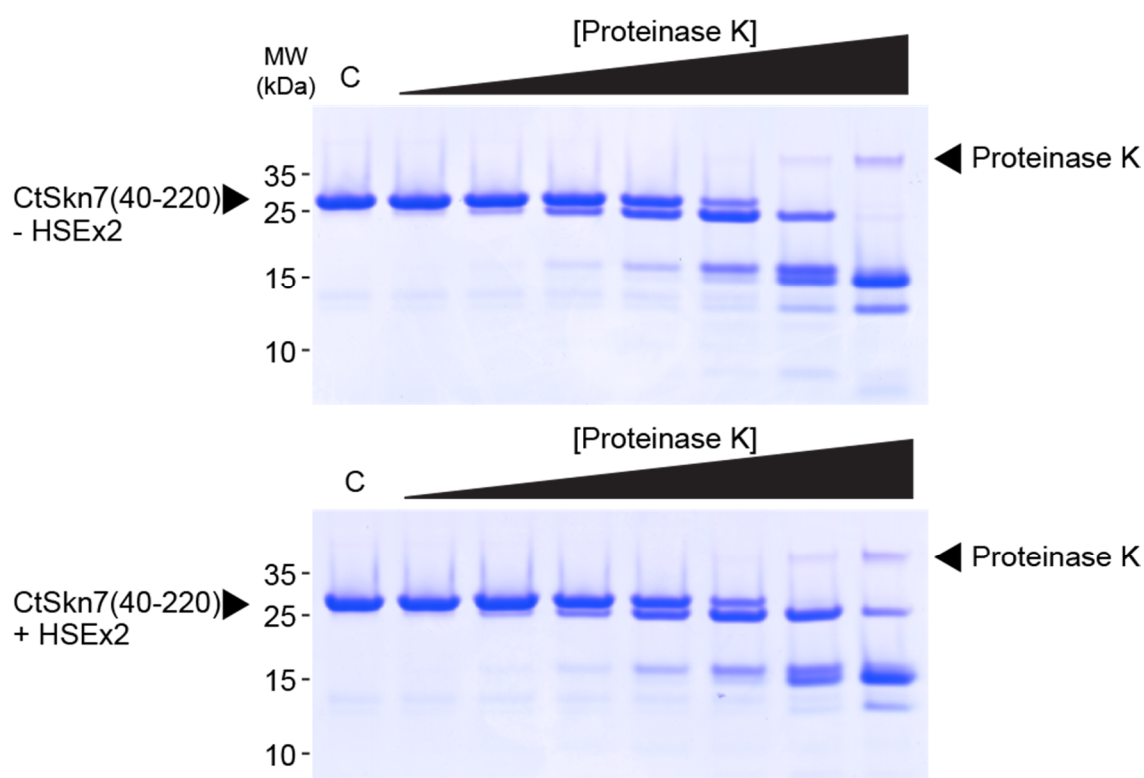 [Proteinase K]
MW
(kDa)
C
Proteinase K
35-
CtSkn7(40-220)
- HSEx2
25-
15-
10-
[Proteinase K]
C
Proteinase K
35-
CtSkn7(40-220)
+ HSEx2
25-
15-
10-